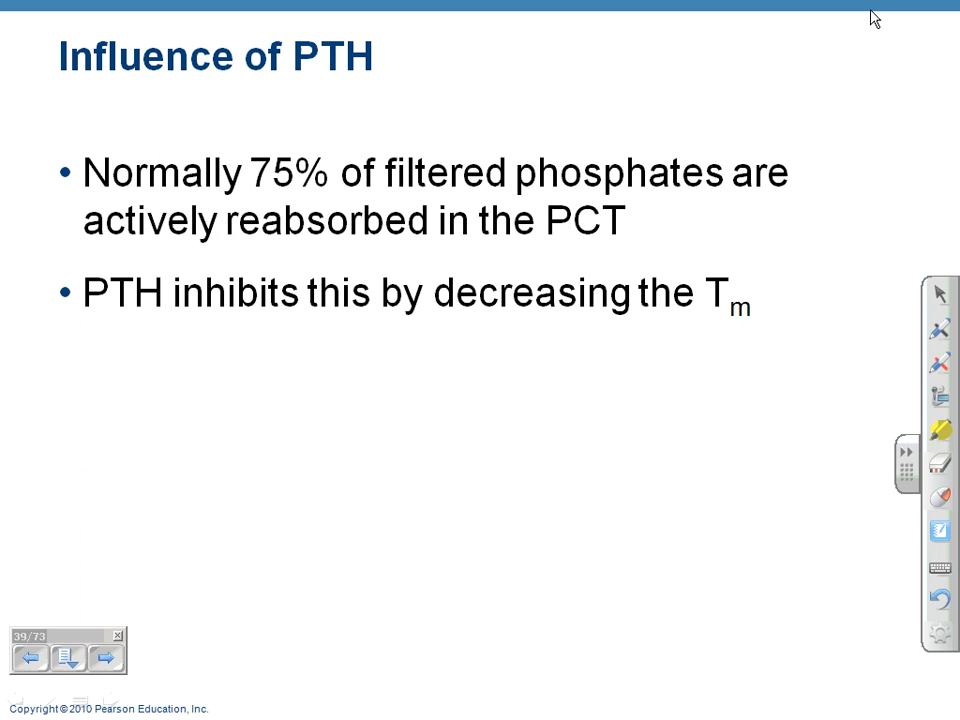 Influence of PTH
• Normally 75% of filtered phosphates are
actively reabsorbed in the PCT
• PTH inhibits this by decreasing the Tm
39/73
Copyright © 2010 Pearson Education, Inc.